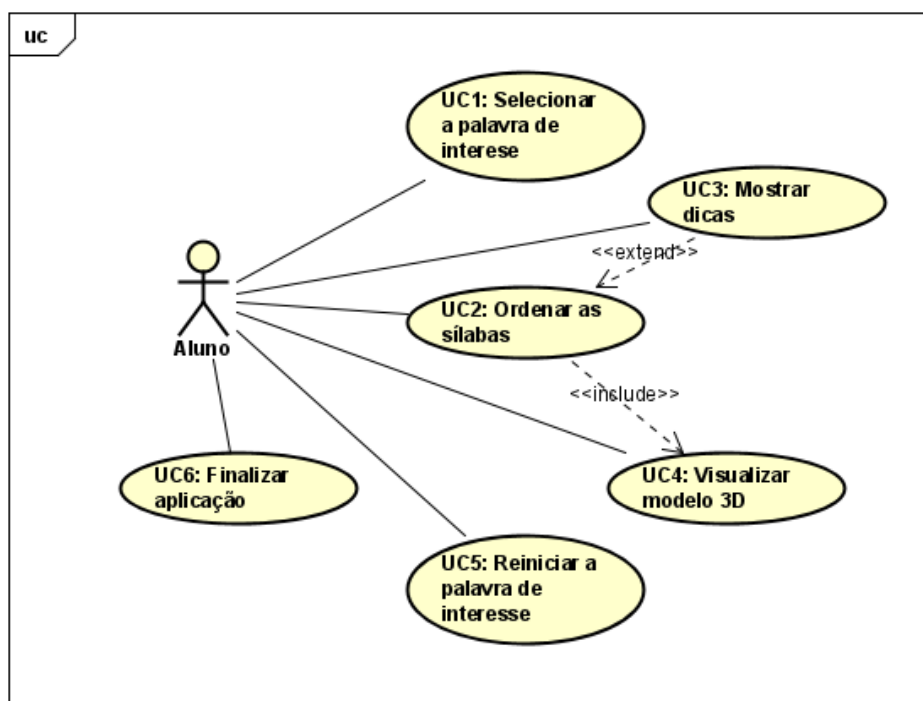 uc
UC1: Selecionar
a palavra de
interese
UC3: Mostrar
dicas
<<extend>>
UC2: Ordenar as
sílabas
Aluno
<<include>>
UC6: Finalizar
aplicação
UC4: Visualizar
modelo 3D
UC5: Reiniciar a
palavra de
interesse